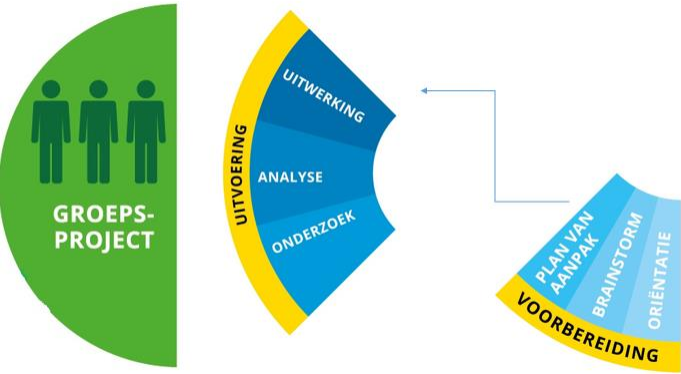 GROEPS-
PROJECT
UITVOERING
UITWERKING
ANALYSE
ONDERZOEK
PLAN VAN
AANPAK
BRAINSTORM
ORIËNTATIE
VOORBEREIDING